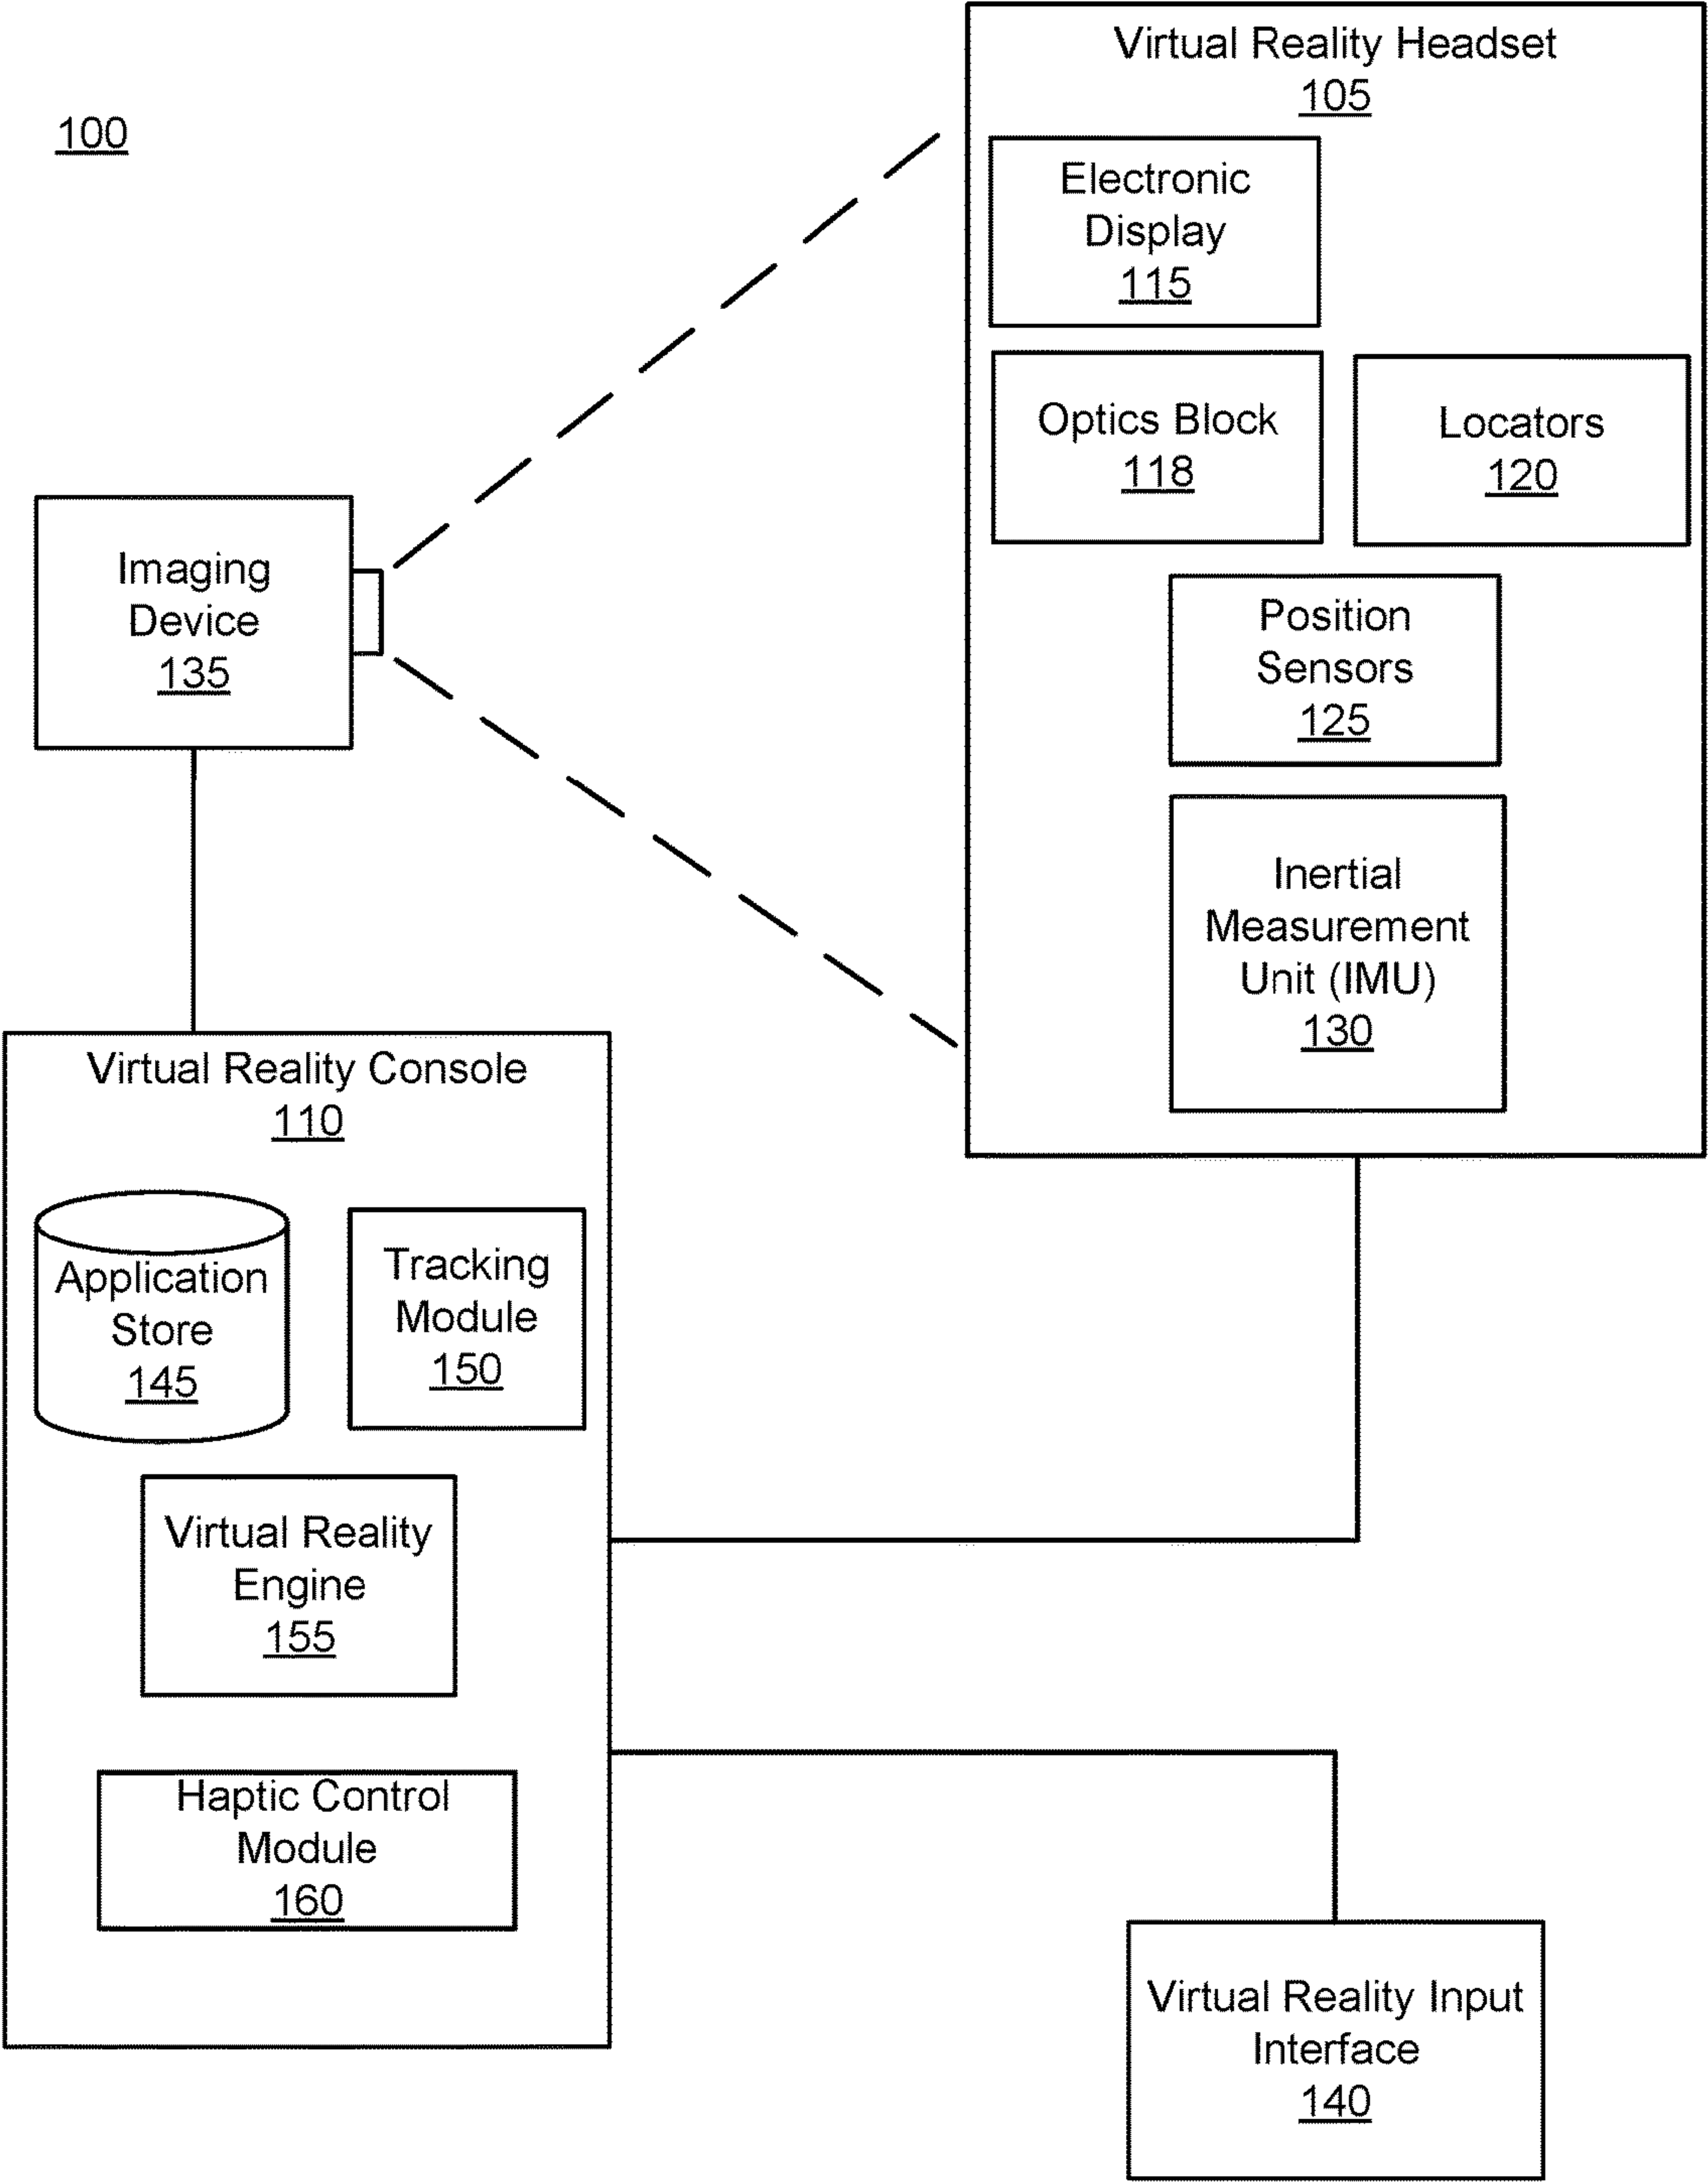 100
Virtual Reality Headset
105
Electronic
Display
115
Optics Block
118
Locators
120
Position
Sensors
125
Inertial
Measurement
Unit (IMU)
130
Imaging
Device
135
Virtual Reality Console
110
Application
Store
145
Tracking
Module
150
Virtual Reality
Engine
155
Haptic Control
Module
160
Virtual Reality Input
Interface
140